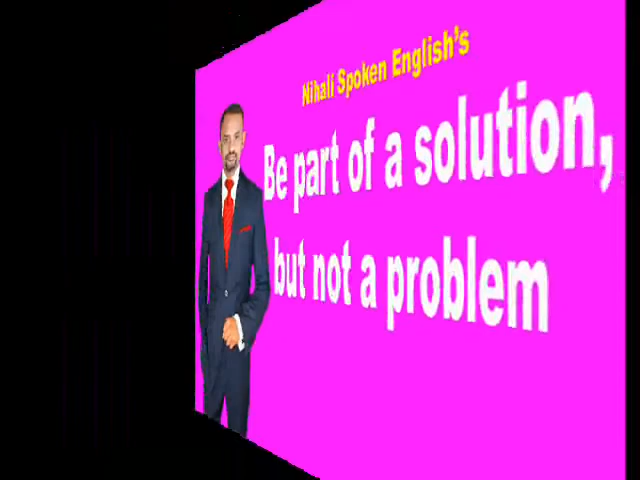 Nihali Spoken English's
Be part of a solution,
but not a problem